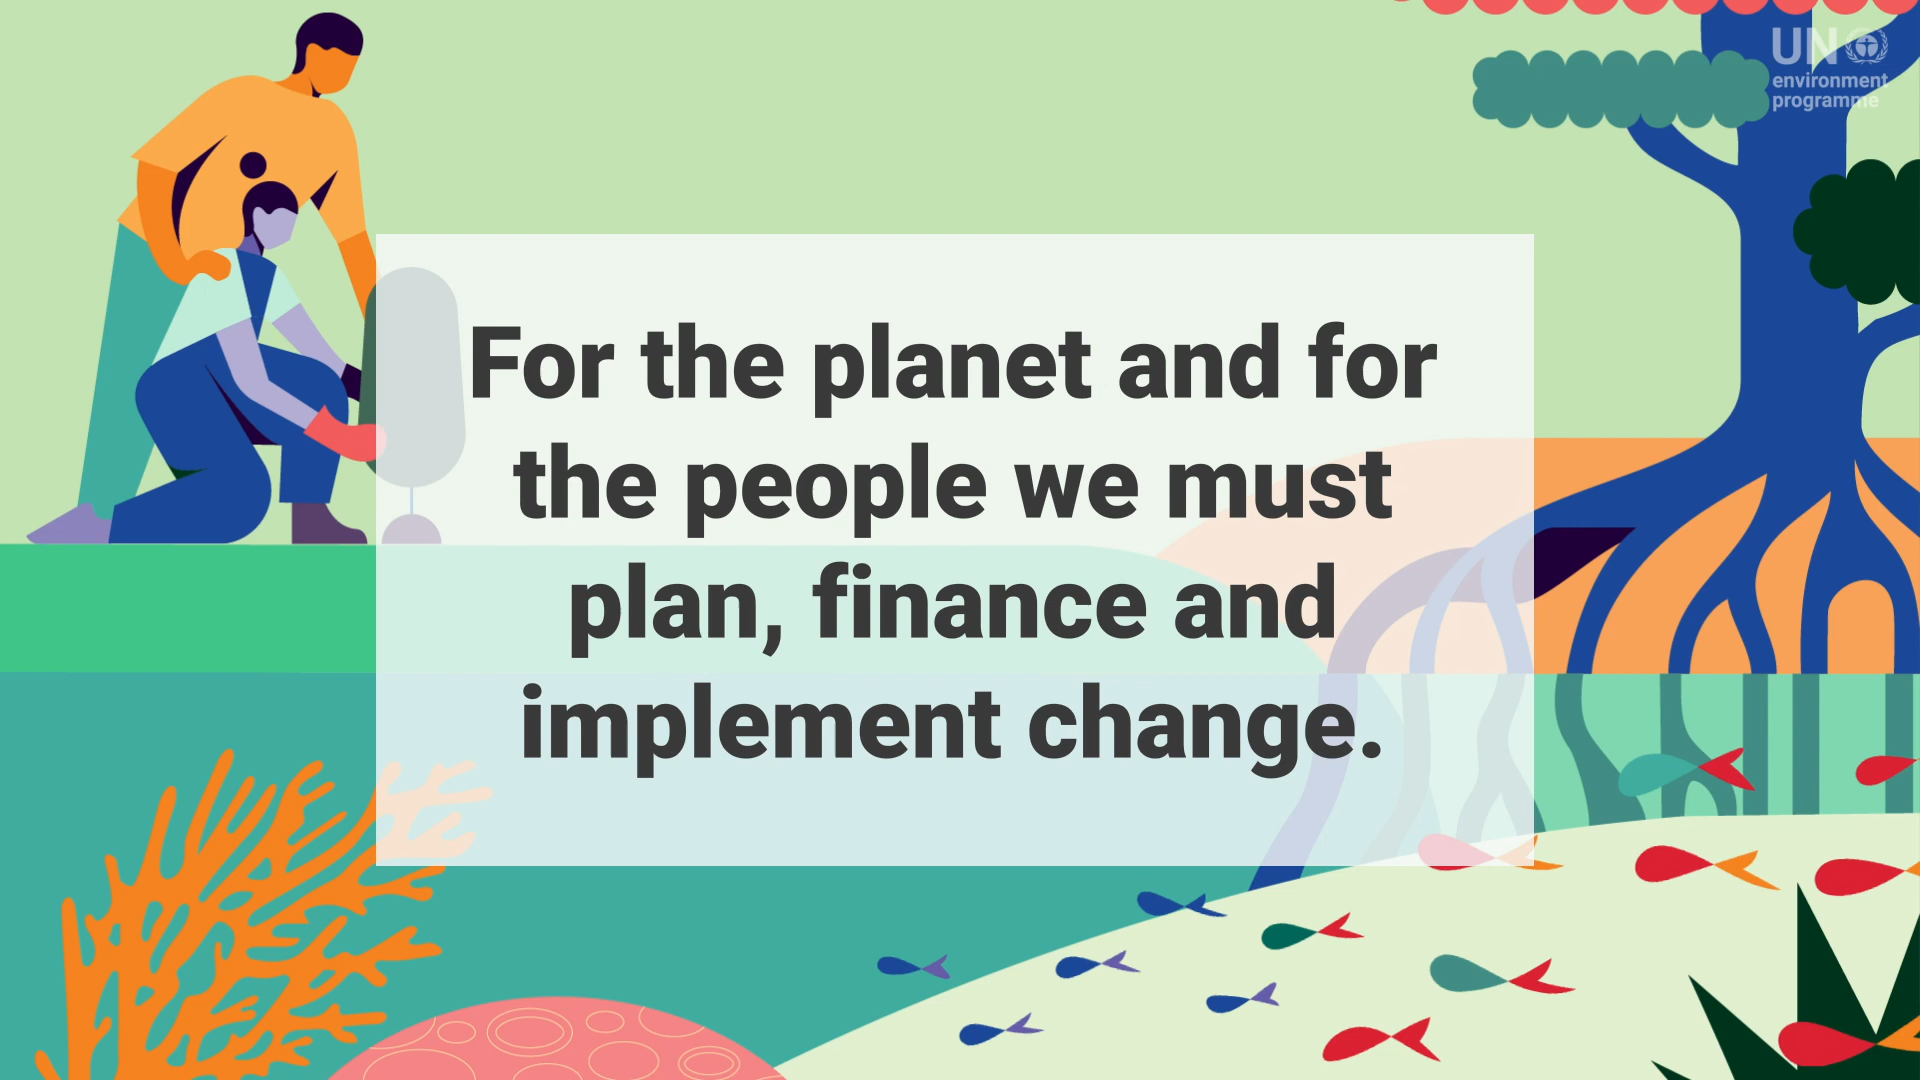 UN
environment
programme
For the planet and for
the people we must
plan, finance and
implement change.